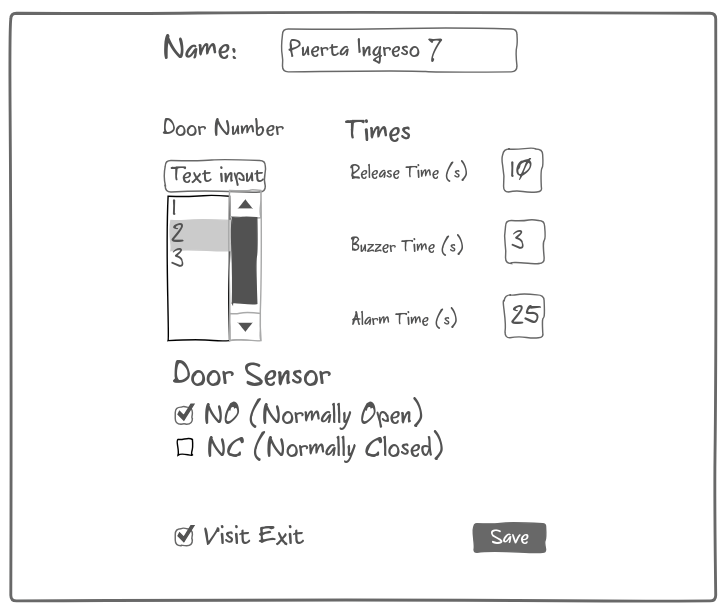 Name: Puerta Ingreso 7
Door Number
Times
Text input
Release Time (s) 10
1
2
3
Buzzer Time (s) 3
Alarm Time (s) 25
Door Sensor
NO (Normally Open)
NC (Normally Closed)
Visit Exit
Save